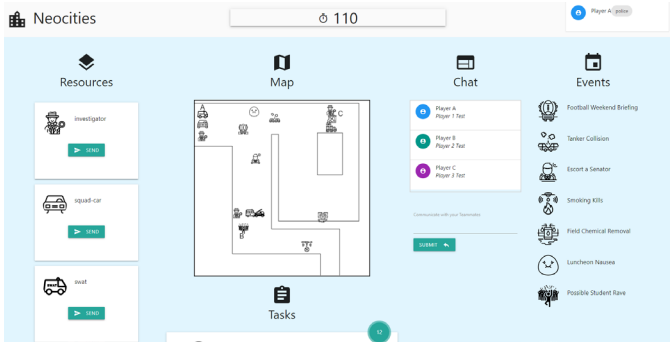 Neocities
110
Player A police
Resources
Map
Chat
Events
investigator
SEND
squad-car
SEND
swat
SWAT
SEND
A
C
Tasks
12
Player A
Player 1 Test
Player B
Player 2 Test
Player C
Player 3 Test
Communicate with your Teammates
SUBMIT
Football Weekend Briefing
Tanker Collision
Escort a Senator
Smoking Kills
Field Chemical Removal
Luncheon Nausea
Possible Student Rave